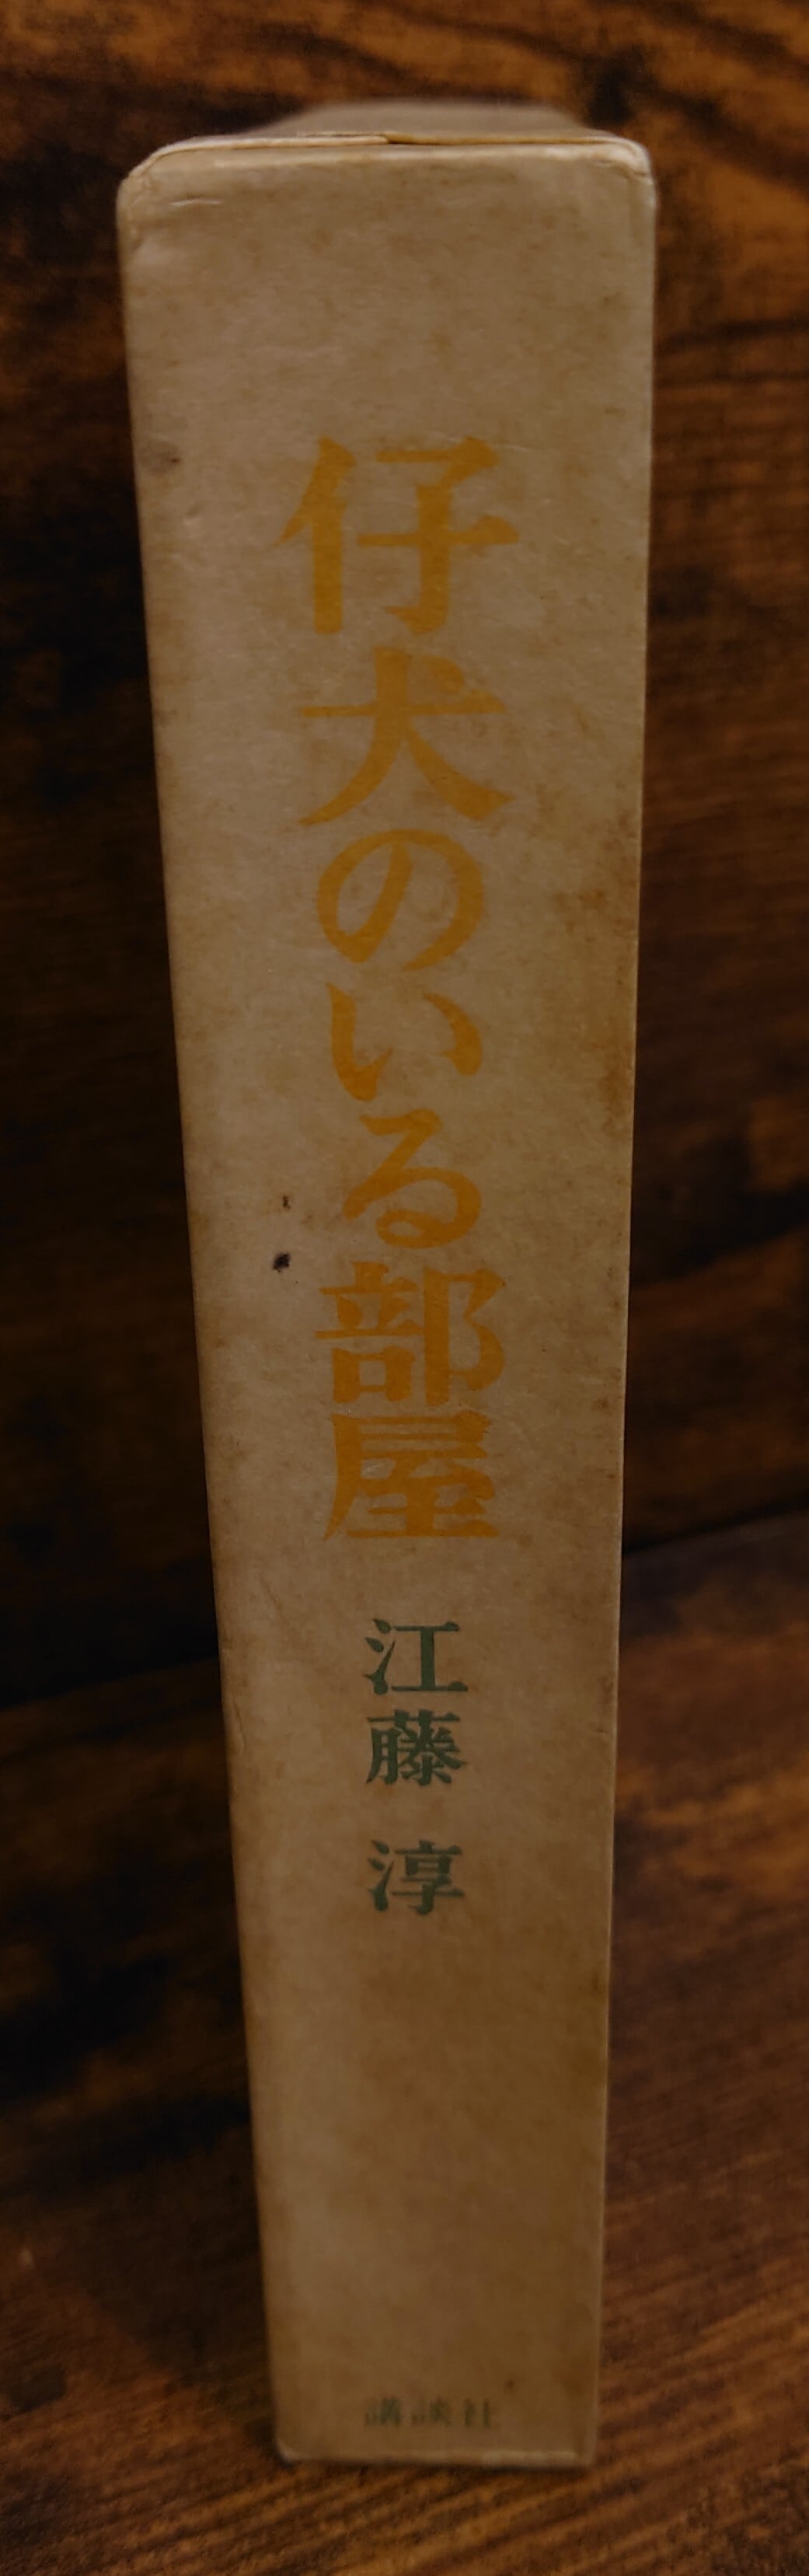 仔犬のいる部屋
江藤 淳
講談社